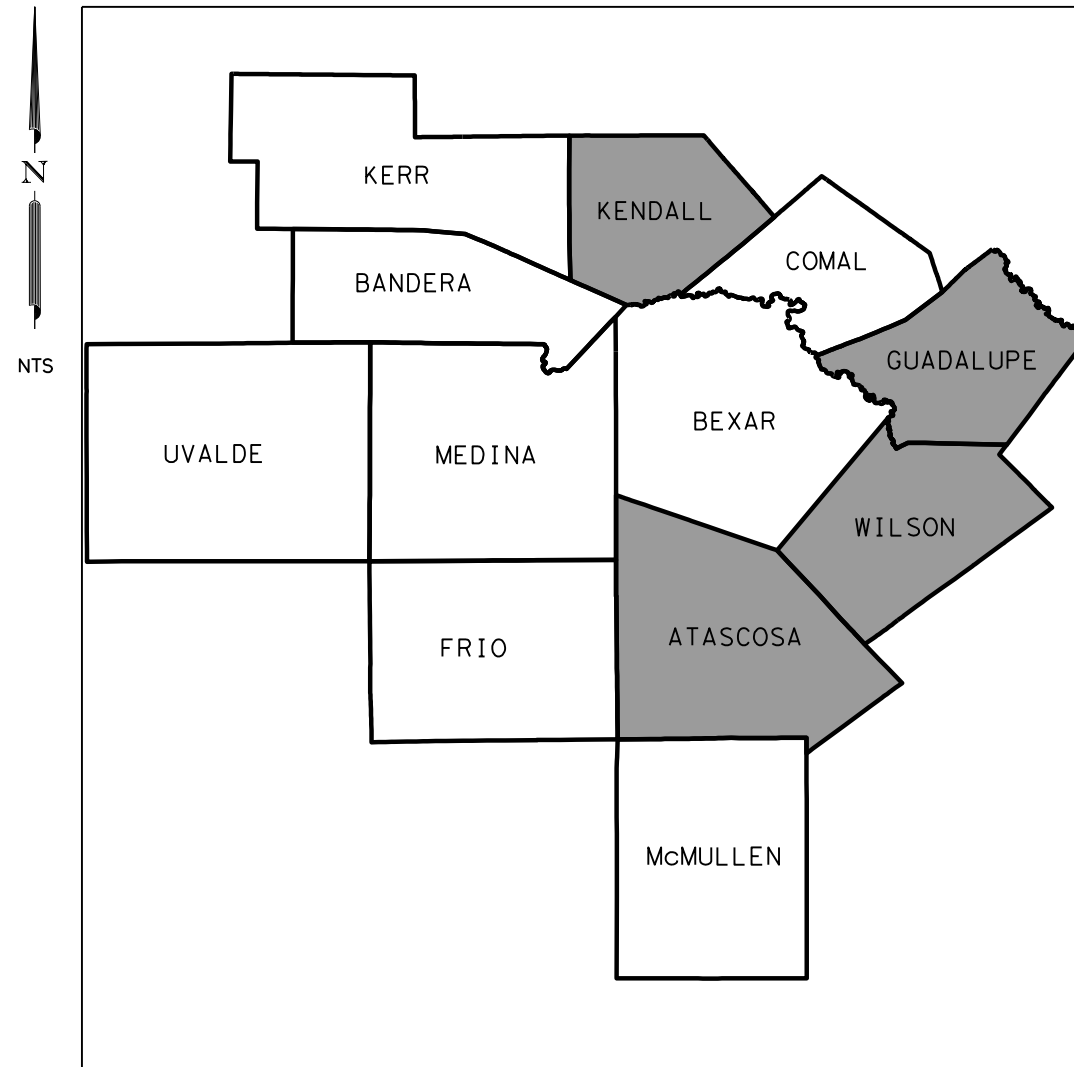 N
NTS
KERR
KENDALL
COMAL
BANDERA
GUADALUPE
BEXAR
UVALDE
MEDINA
WILSON
FRIO
ATASCOSA
McMULLEN